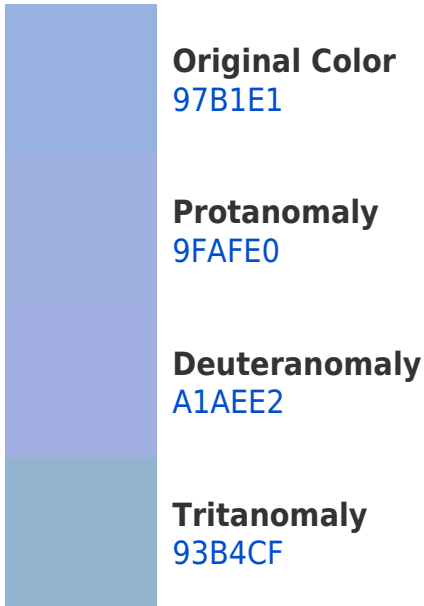 Original Color
97B1E1
Protanomaly
9FAFE0
Deuteranomaly
A1AEE2
Tritanomaly
93B4CF